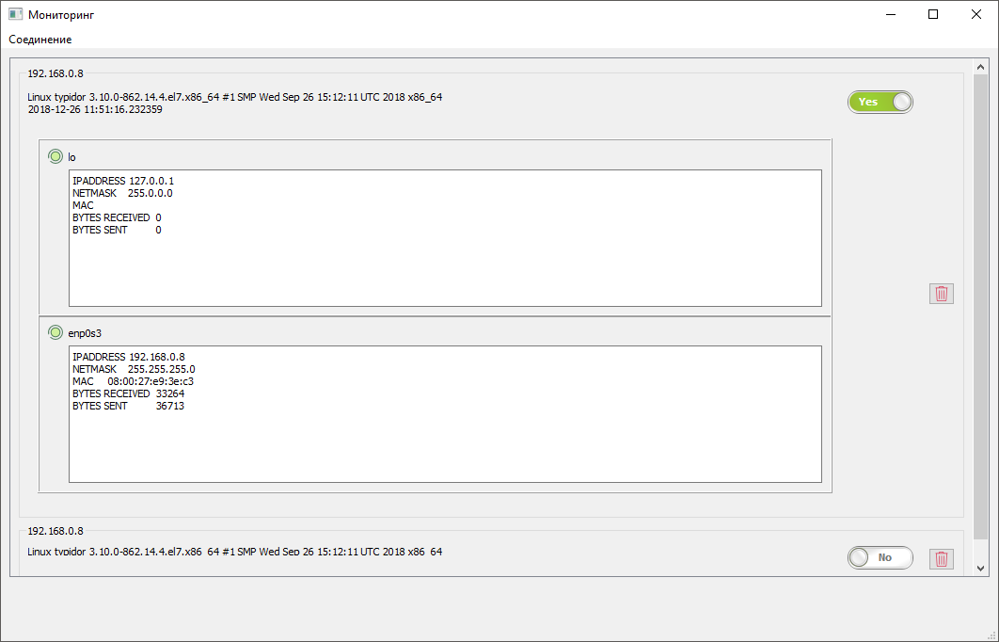 Мониторинг
Соединение
192.168.0.8
Linux typidor 3.10.0-862.14.4.el7.x86_64 #1 SMP Wed Sep 26 15:12:11 UTC 2018 x86_64
2018-12-26 11:51:16.232359
Yes
lo
IPADDRESS 127.0.0.1
NETMASK 255.0.0.0
MAC
BYTES RECEIVED 0
BYTES SENT 0
enp0s3
IPADDRESS 192.168.0.8
NETMASK 255.255.255.0
MAC 08:00:27:e9:3e:c3
BYTES RECEIVED 33264
BYTES SENT 36713
192.168.0.8
Linux typidor 3.10.0-862.14.4.el7.x86_64 #1 SMP Wed Sep 26 15:12:11 UTC 2018 x86_64
No